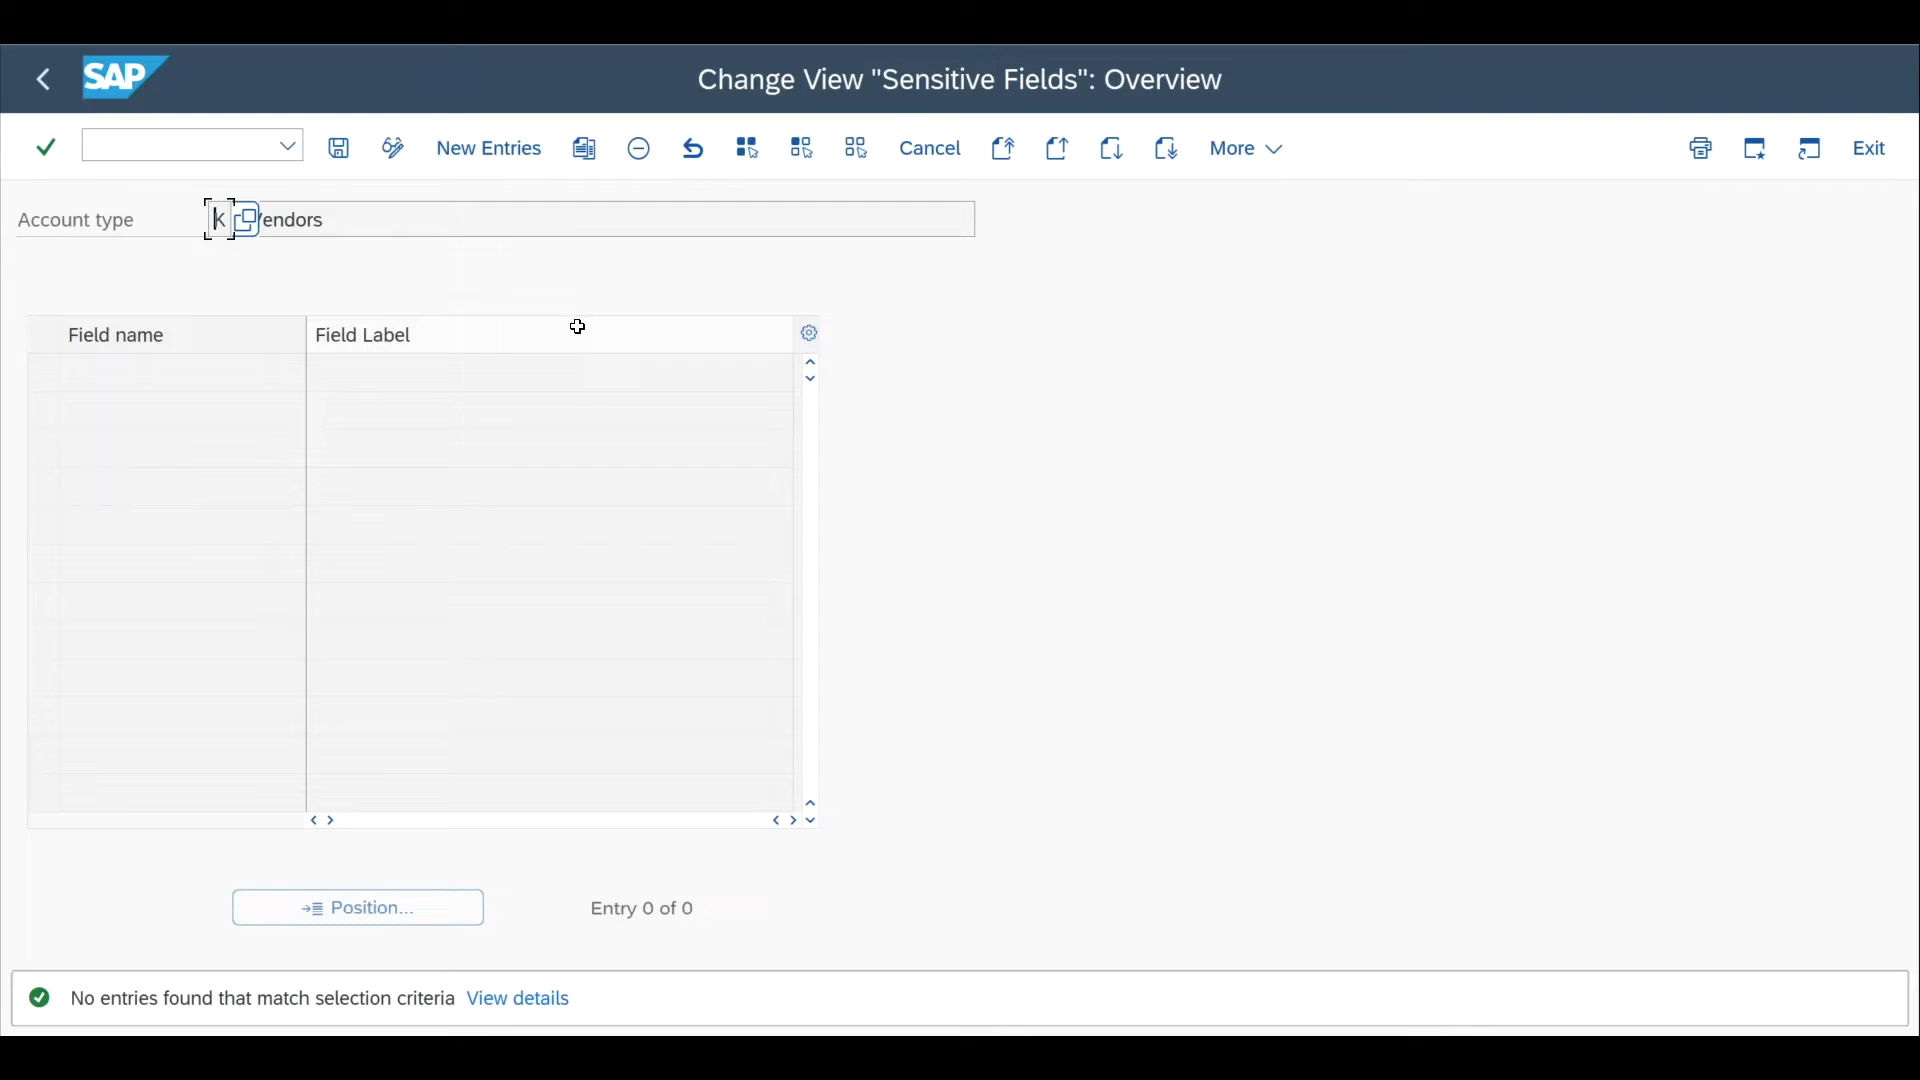 SAP
Change View "Sensitive Fields": Overview
New Entries
Cancel
More
Exit
Account type
K
endors
Field name
Field Label
Position...
Entry 0 of 0
No entries found that match selection criteria View details